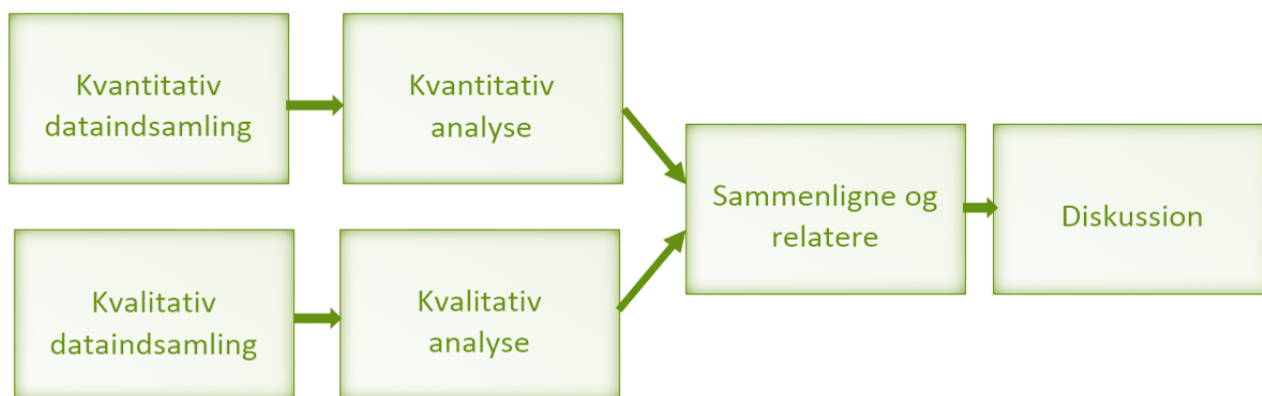 Kvantitativ
dataindsamling
Kvantitativ
analyse
Kvalitativ
dataindsamling
Kvalitativ
analyse
Sammenligne og
relatere
Diskussion